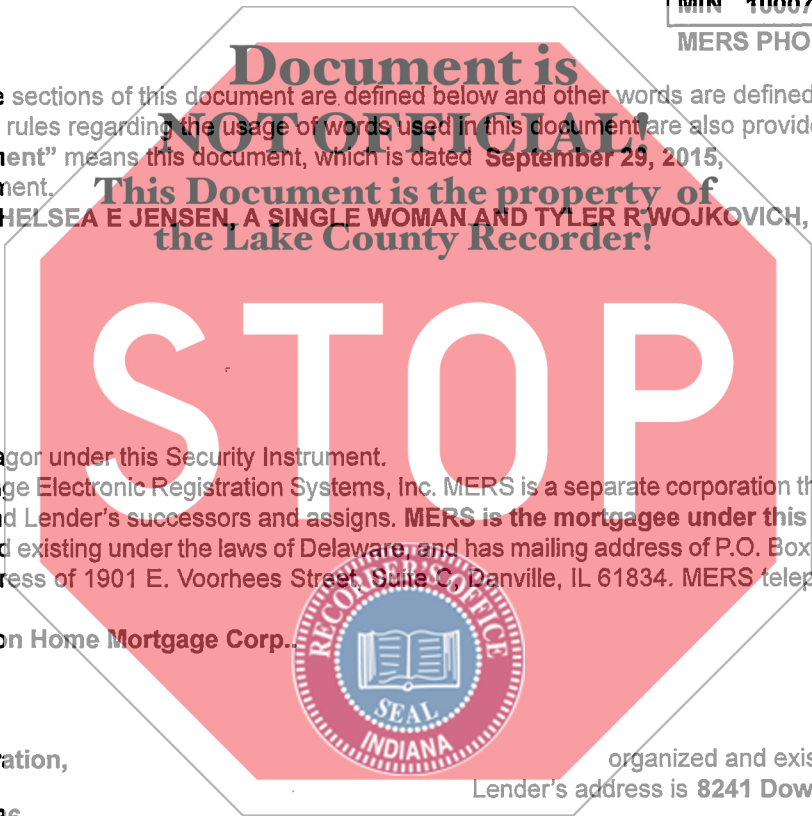 MIN 10007
MERS PHO
Document is
e sections of this document are defined below and other words are defined
rules regarding the usage of words used in this document are also provide
NOT OFFICIAL!
ent” means this document, which is dated September 29, 2015,
ment.
This Document is the property of
HELSEA E JENSEN, A SINGLE WOMAN AND TYLER R WOJKOVICH,
the Lake County Recorder!
STOP
agor under this Security Instrument.
ge Electronic Registration Systems, Inc. MERS is a separate corporation th
d Lender's successors and assigns. MERS is the mortgagee under this
d existing under the laws of Delaware, and has mailing address of P.O. Box
ress of 1901 E. Voorhees Street, Suite C, Danville, IL 61834. MERS telep
RECORDER'S OFFICE
on Home Mortgage Corp..
SEAL
INDIANA
ration,
organized and exis
Lender's address is 8241 Dow